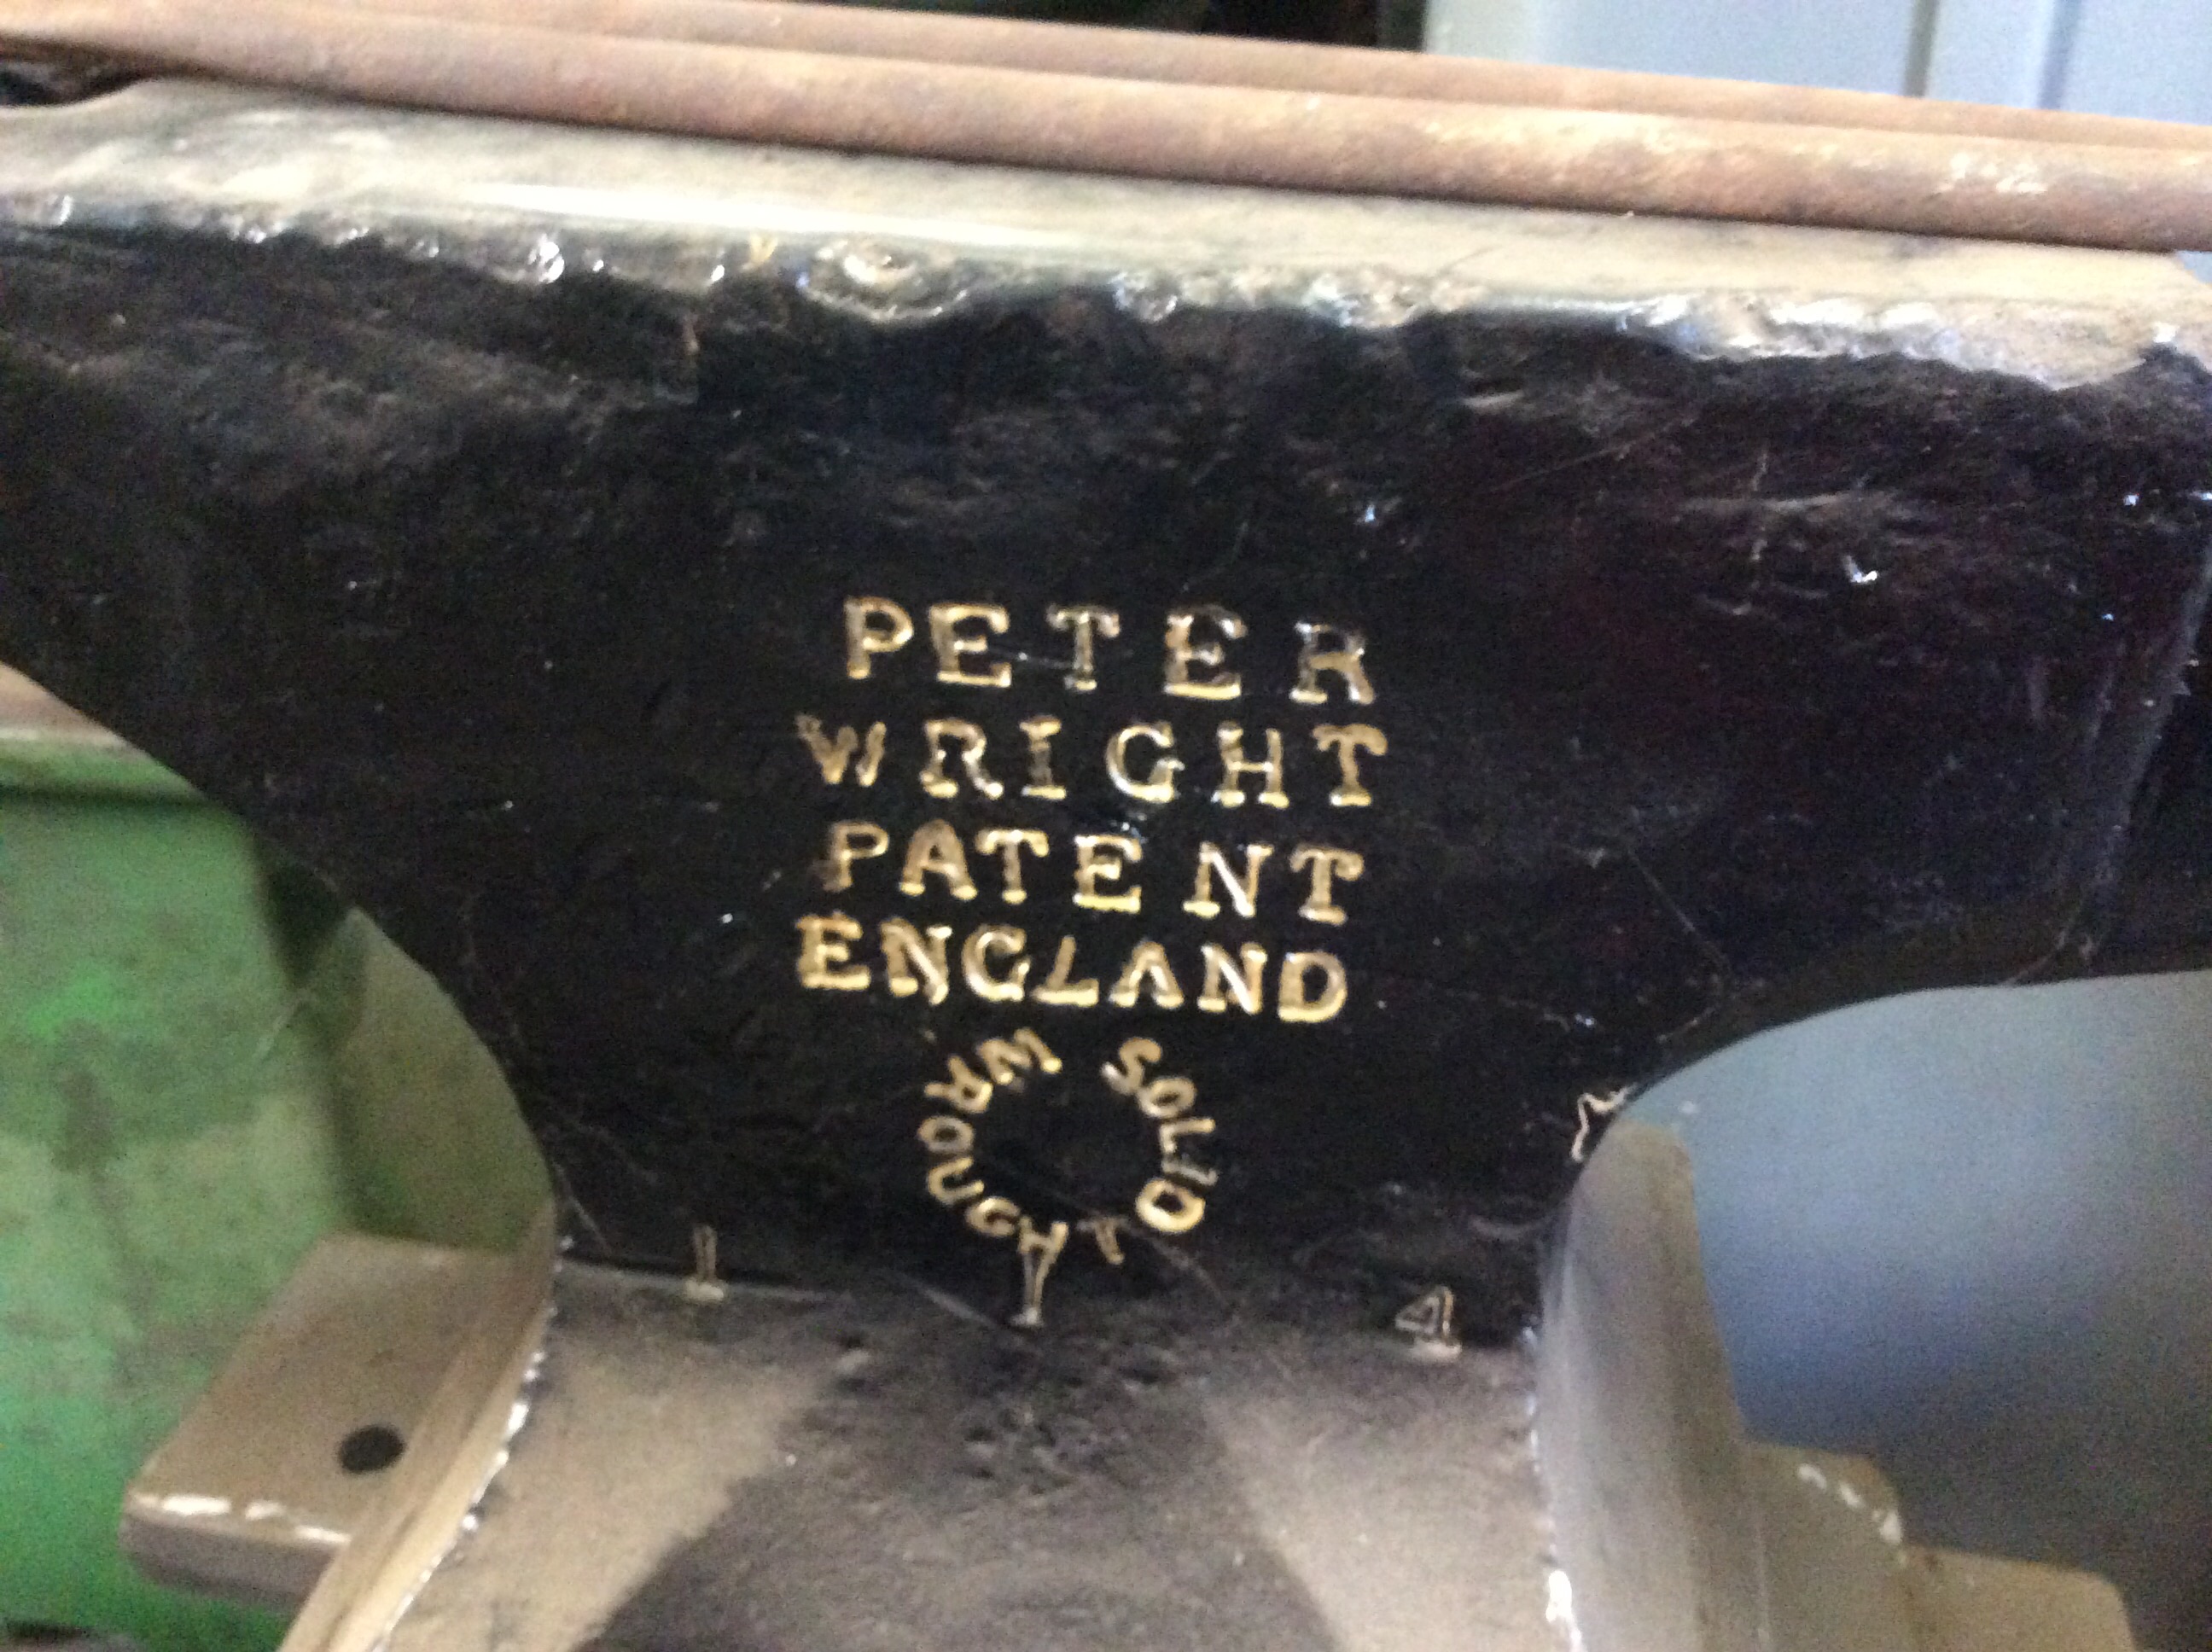 PETER
WRIGHT
PATENT
ENGLAND
SOLID WROUGHT
1 1 4